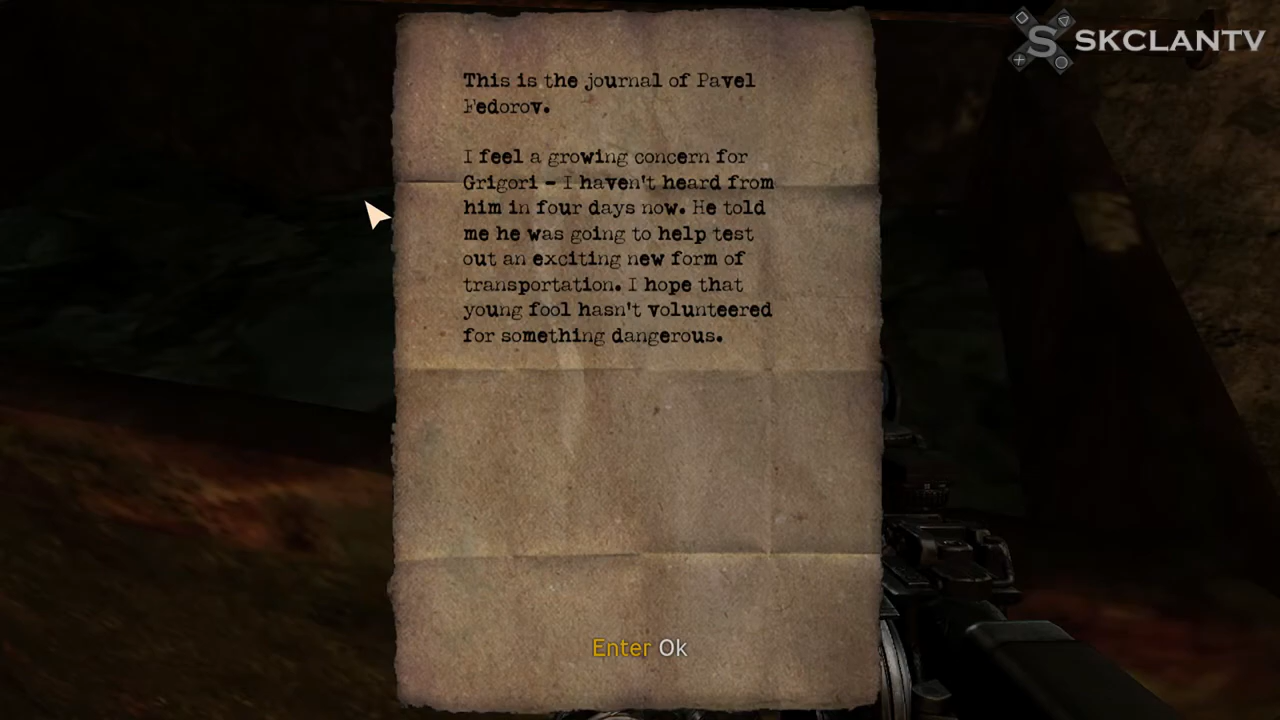 SKCLANTV
This is the journal of Pavel
Fedorov.
I feel a growing concern for
Grigori - I haven't heard from
him in four days now. He told
me he was going to help test
out an exciting new form of
transportation. I hope that
young fool hasn't volunteered
for something dangerous.
Enter Ok